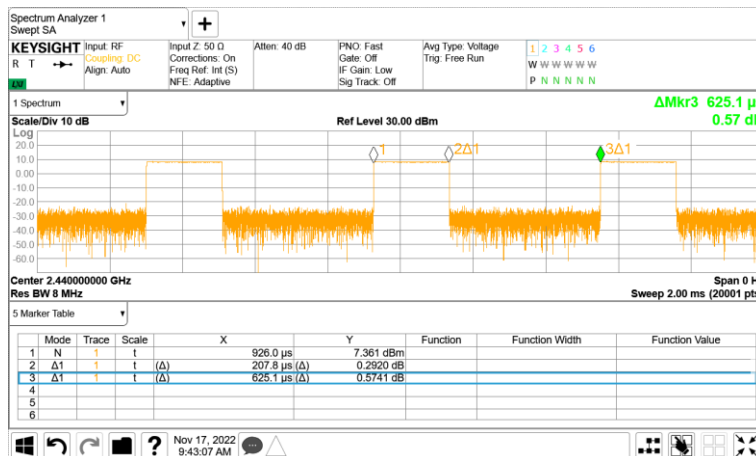 Spectrum Analyzer 1
Swept SA
+
KEYSIGHT Input: RF Input Z: 50 Ω Atten: 40 dB PNO: Fast Avg Type: Voltage 1 2 3 4 5 6
R T Coupling: DC Corrections: On Gate: Off Trig: Free Run W W W W W W
Align: Auto Freq Ref: Int (S) IF Gain: Low
NFE: Adaptive Sig Track: Off P N N N N N
LXI
1 Spectrum
ΔMkr3 625.1 µ
Scale/Div 10 dB Ref Level 30.00 dBm 0.57 d
Log
20.0
10.0
0.00
-10.0
-20.0
-30.0
-40.0
-50.0
-60.0
1 2Δ1 3Δ1
Center 2.440000000 GHz Span 0 H
Res BW 8 MHz Sweep 2.00 ms (20001 pts
5 Marker Table
Mode Trace Scale X Y Function Function Width Function Value
1 N 1 t 926.0 µs 7.361 dBm
2 Δ1 1 t (Δ) 207.8 µs (Δ) 0.2920 dB
3 Δ1 1 t (Δ) 625.1 µs (Δ) 0.5741 dB
4
5
6
? Nov 17, 2022
9:43:07 AM